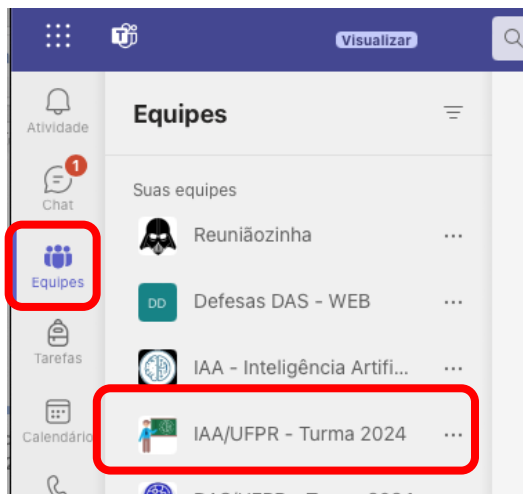 Visualizar
Atividade
1
Chat
Equipes
Tarefas
Calendário
Equipes
Suas equipes
Reuniãozinha
DD
Defesas DAS - WEB
IAA - Inteligência Artifi...
IAA/UFPR - Turma 2024